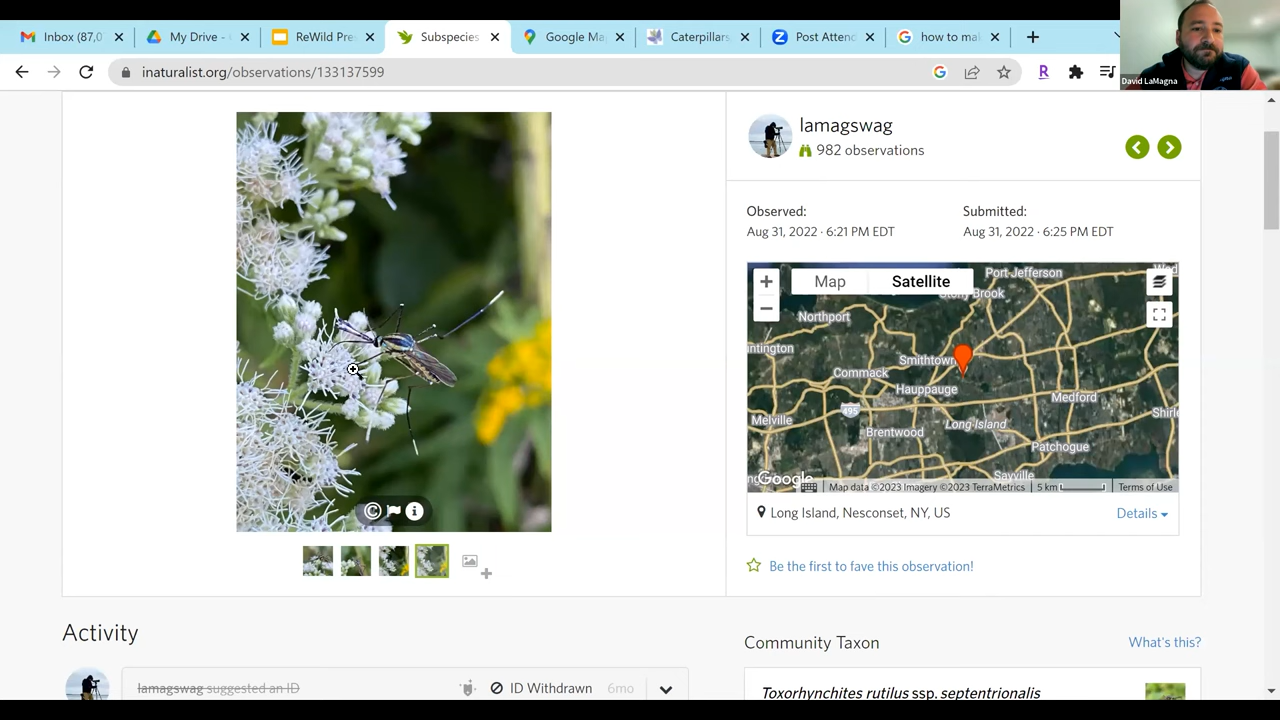 Inbox (87,0
My Drive -
ReWild Pre
Subspecies
Google Ma
Caterpillars
Post Attend
how to mak
inaturalist.org/observations/133137599
David LaMagna
lamagswag
982 observations
Observed:
Submitted:
Aug 31, 2022 · 6:21 PM EDT
Aug 31, 2022 · 6:25 PM EDT
Map
Satellite
Port Jefferson
Stony Brook
Northport
Smithtown
Commack
Hauppauge
Medford
495
Melville
Long Island
Brentwood
Patchogue
Sayville
Google
Map data ©2023 Imagery ©2023 TerraMetrics
5 km
Terms of Use
Long Island, Nesconset, NY, US
Details
Be the first to fave this observation!
Activity
Community Taxon
What's this?
lamagswag suggested an ID
ID Withdrawn
6mo
Toxorhynchites rutilus ssp. septentrionalis